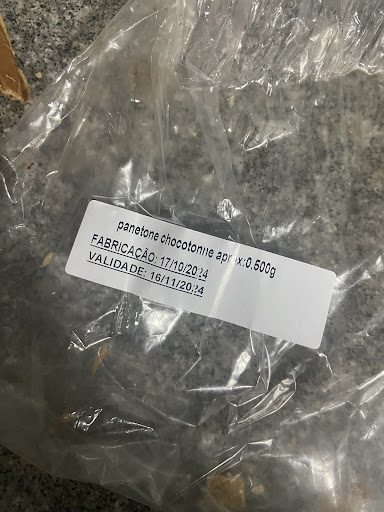 panetone chocotonne aprox:0,500g
FABRICAÇÃO: 17/10/2024
VALIDADE: 16/11/2024